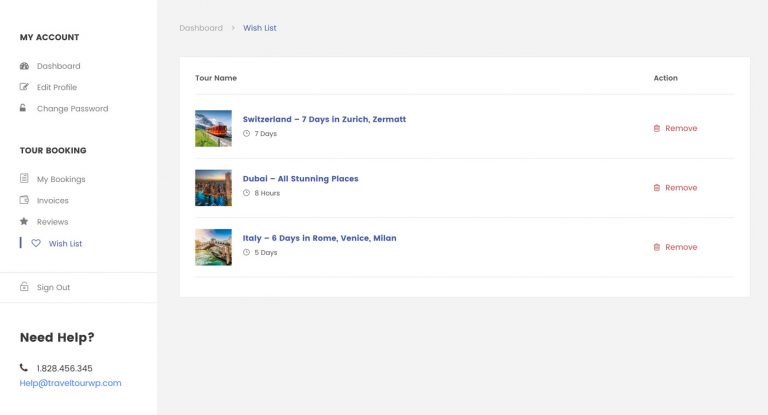 MY ACCOUNT
Dashboard
Edit Profile
Change Password
TOUR BOOKING
My Bookings
Invoices
Reviews
Wish List
Sign Out
Need Help?
1.828.456.345
Help@traveltourwp.com
Dashboard > Wish List
Tour Name Action
Switzerland – 7 Days in Zurich, Zermatt
7 Days
Remove
Dubai – All Stunning Places
8 Hours
Remove
Italy – 6 Days in Rome, Venice, Milan
5 Days
Remove